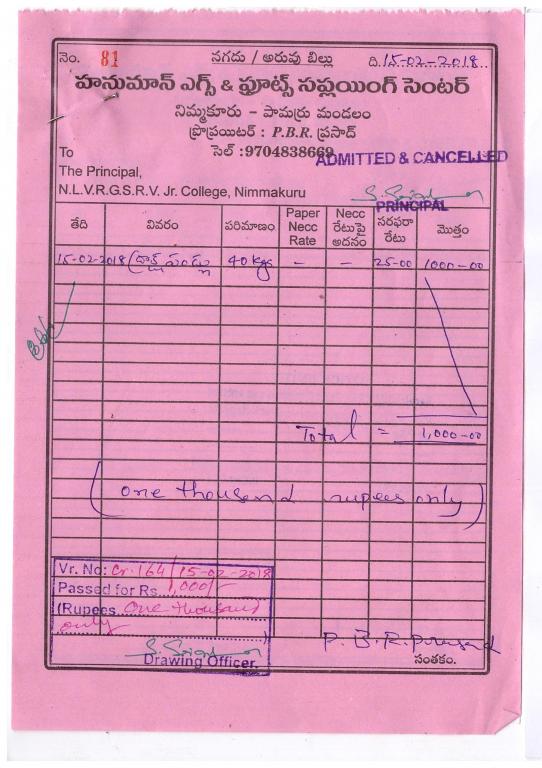 నెం. 81 నగదు / అరువు బిల్లు ది.15-02-2018
హనుమాన్ ఎగ్స్ & ఫ్రూట్స్ సప్లయింగ్ సెంటర్
నిమ్మకూరు - పామర్రు మండలం
ప్రొప్రయిటర్ : P.B.R. ప్రసాద్
సెల్ :9704838669
ADMITTED & CANCELLED
To
The Principal,
N.L.V.R.G.S.R.V. Jr. College, Nimmakuru
PRINCIPAL
తేది వివరం పరిమాణం Paper Necc Rate Necc రేటుపై అదనం సరఫరా రేటు మొత్తం
15-02-2018 ద్రాక్ష పండ్లు 40 kgs - - 25-00 1000-00
Total = 1,000-00
(one thousand rupees only)
Vr. No: Cr. 164/15-02-2018
Passed for Rs 1,000/-
(Rupees One thousand
only )
Drawing Officer.
P. B. R. Prasad
సంతకం.